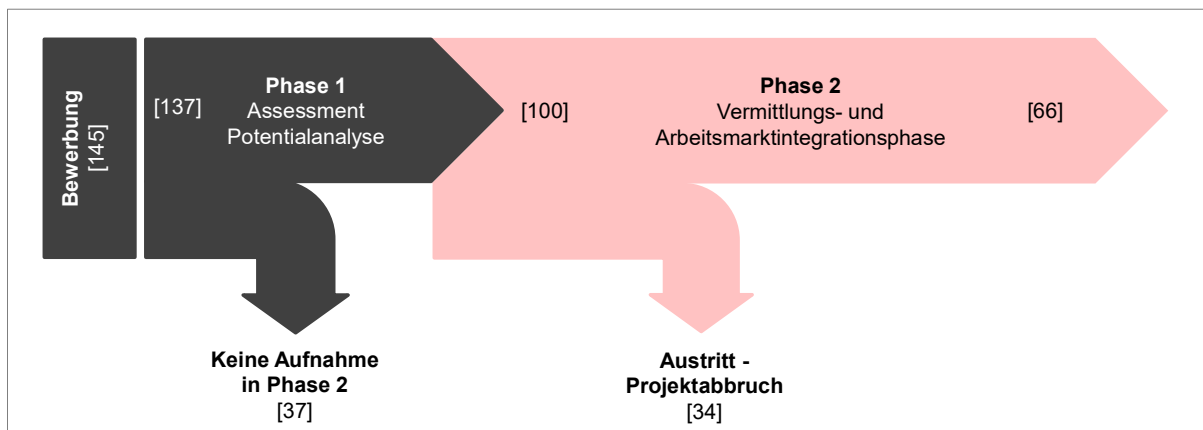 Bewerbung
[145]
[137]
Phase 1
Assessment
Potentialanalyse
[100]
Phase 2
Vermittlungs- und
Arbeitsmarktintegrationsphase
[66]
Keine Aufnahme
in Phase 2
[37]
Austritt -
Projektabbruch
[34]